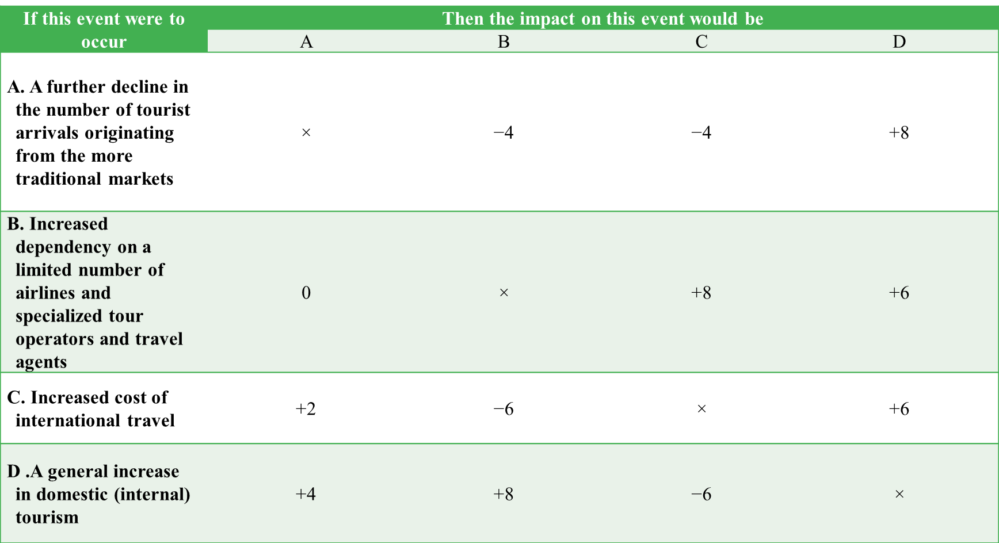 If this event were to occur
Then the impact on this event would be
A B C D
A. A further decline in
the number of tourist
arrivals originating
from the more
traditional markets
× −4 −4 +8
B. Increased
dependency on a
limited number of
airlines and
specialized tour
operators and travel
agents
0 × +8 +6
C. Increased cost of
international travel
+2 −6 × +6
D .A general increase
in domestic (internal)
tourism
+4 +8 −6 ×